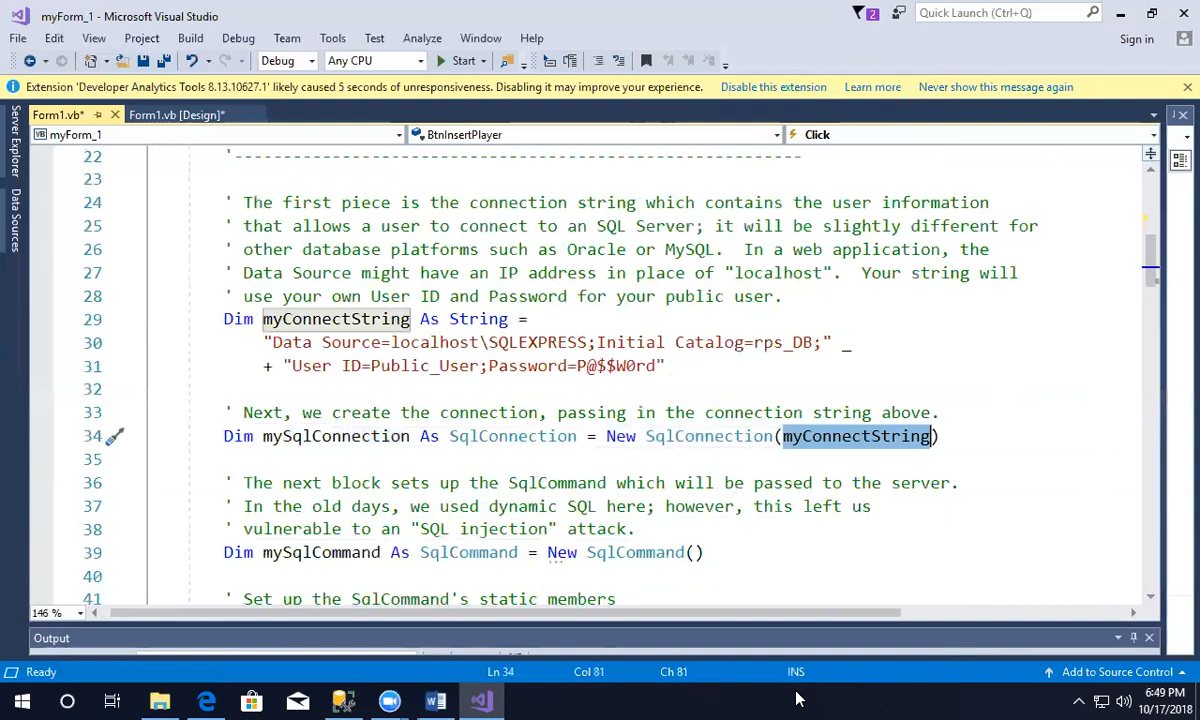 myForm_1 - Microsoft Visual Studio
2
Quick Launch (Ctrl+Q)
File Edit View Project Build Debug Team Tools Test Analyze Window Help
Sign in
Debug Any CPU Start
Extension 'Developer Analytics Tools 8.13.10627.1' likely caused 5 seconds of unresponsiveness. Disabling it may improve your experience. Disable this extension Learn more Never show this message again
Form1.vb* Form1.vb [Design]*
VB myForm_1 BtnInsertPlayer Click
Server Explorer
Data Sources
22 '----------------------------------------------------------
23
24 ' The first piece is the connection string which contains the user information
25 ' that allows a user to connect to an SQL Server; it will be slightly different for
26 ' other database platforms such as Oracle or MySQL.  In a web application, the
27 ' Data Source might have an IP address in place of "localhost".  Your string will
28 ' use your own User ID and Password for your public user.
29 Dim myConnectString As String =
30 "Data Source=localhost\SQLEXPRESS;Initial Catalog=rps_DB;" _
31 + "User ID=Public_User;Password=P@$$W0rd"
32
33 ' Next, we create the connection, passing in the connection string above.
34 Dim mySqlConnection As SqlConnection = New SqlConnection(myConnectString)
35
36 ' The next block sets up the SqlCommand which will be passed to the server.
37 ' In the old days, we used dynamic SQL here; however, this left us
38 ' vulnerable to an "SQL injection" attack.
39 Dim mySqlCommand As SqlCommand = New SqlCommand()
40
41 ' Set up the SqlCommand's static members
146 %
Output
Ready Ln 34 Col 81 Ch 81 INS Add to Source Control
6:49 PM
10/17/2018